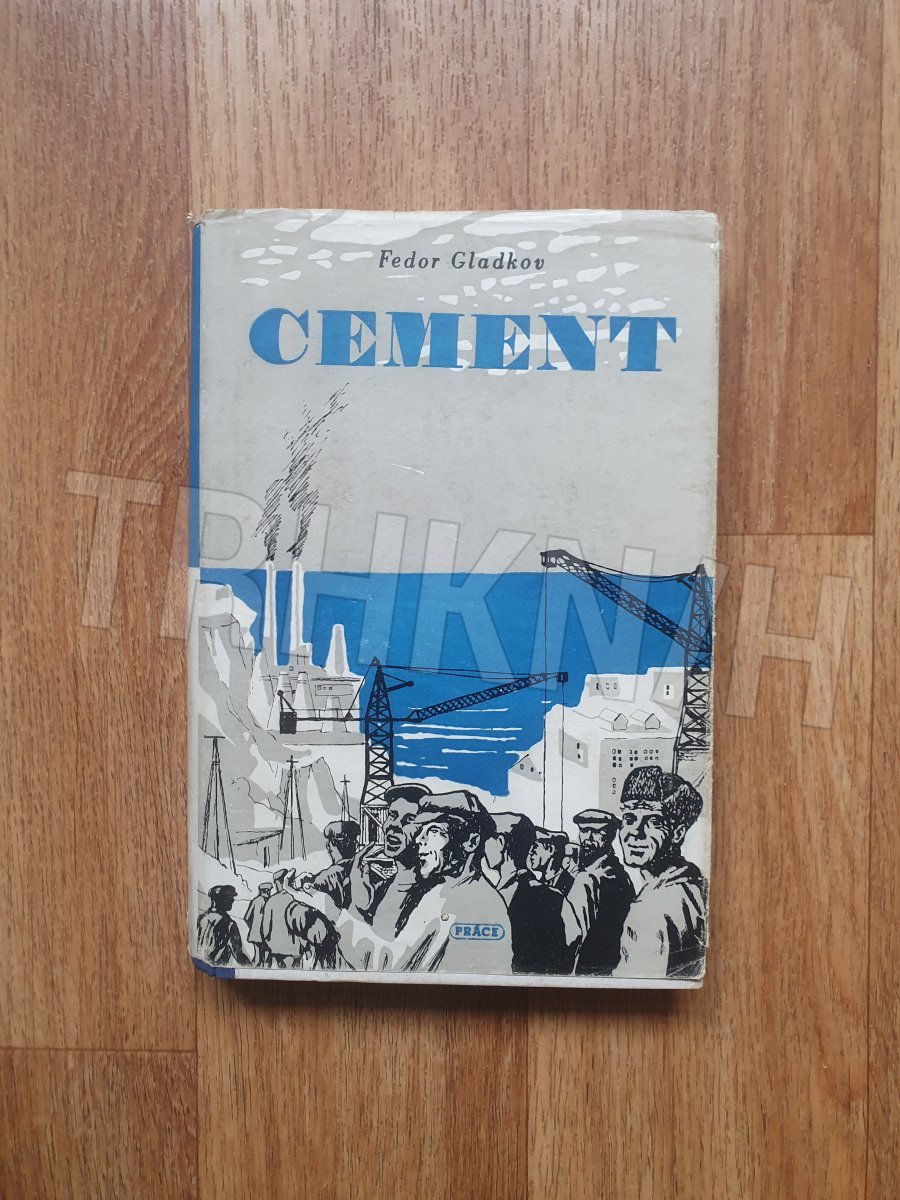 Fedor Gladkov
CEMENT
TRHKNIH
PRÁCE